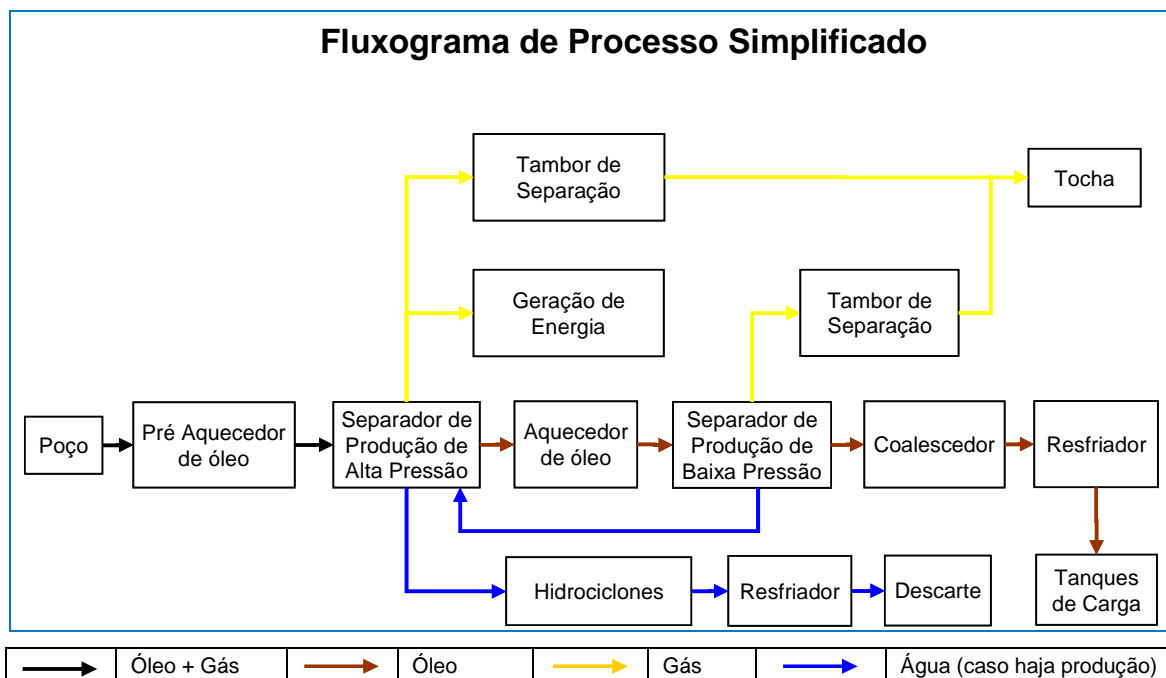 Fluxograma de Processo Simplificado
Tambor de
Separação
Tocha
Geração de
Energia
Tambor de
Separação
Poço
Pré Aquecedor
de óleo
Separador de
Produção de
Alta Pressão
Aquecedor
de óleo
Separador de
Produção de
Baixa Pressão
Coalescedor
Resfriador
Hidrociclones
Resfriador
Descarte
Tanques
de Carga
Óleo + Gás
Óleo
Gás
Água (caso haja produção)